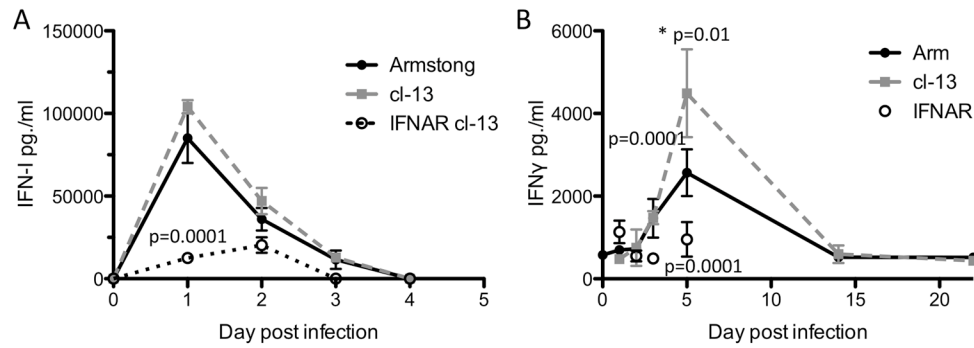 A
150000
100000
50000
0
IFN-I pg./ml
Armstong
cl-13
IFNAR cl-13
p=0.0001
0 1 2 3 4 5
Day post infection
B
6000
4000
2000
0
IFNγ pg./ml
* p=0.01
Arm
cl-13
IFNAR
p=0.0001
p=0.0001
0 5 10 15 20
Day post infection